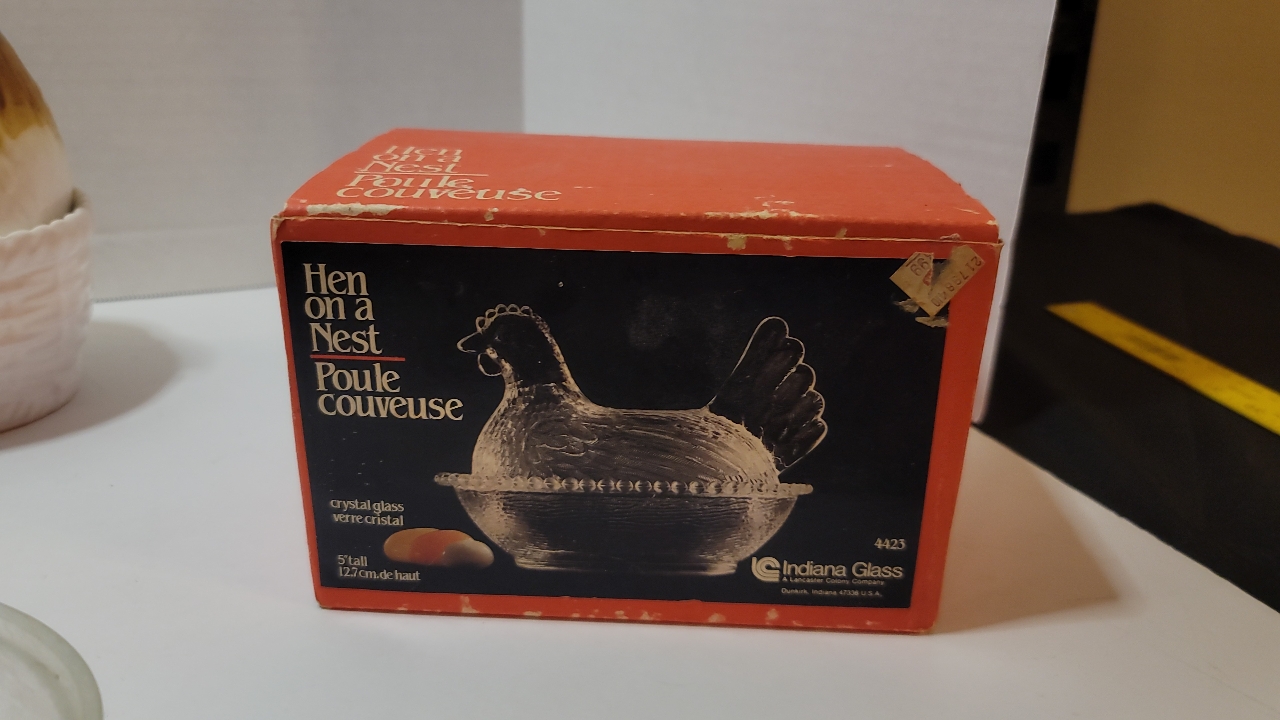 Hen
on a
Nest
Poule
couveuse
Hen
on a
Nest
Poule
couveuse
crystal glass
verre cristal
5" tall
12.7 cm. de haut
4423
Indiana Glass
A Lancaster Colony Company
Dunkirk, Indiana 47336 U.S.A.